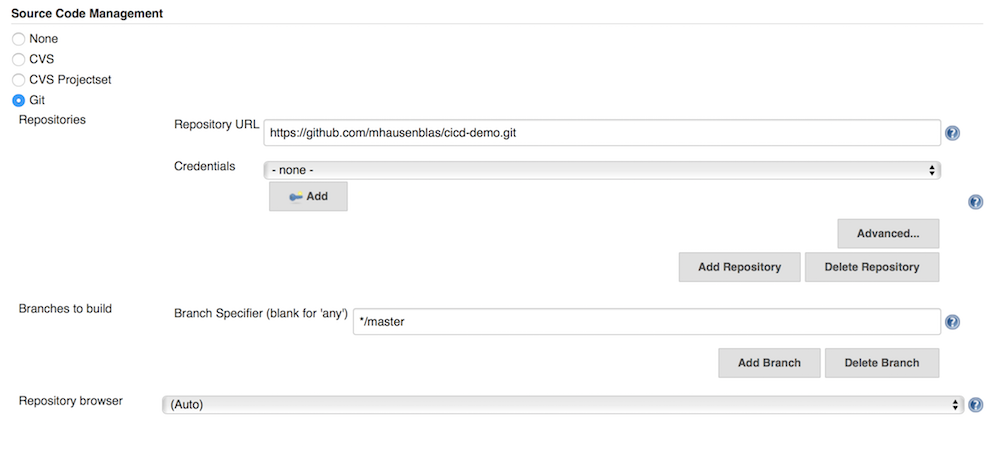 Source Code Management
None
CVS
CVS Projectset
Git
Repositories
Repository URL https://github.com/mhausenblas/cicd-demo.git
Credentials - none -
Add
Advanced...
Add Repository Delete Repository
Branches to build Branch Specifier (blank for 'any') */master
Add Branch Delete Branch
Repository browser (Auto)